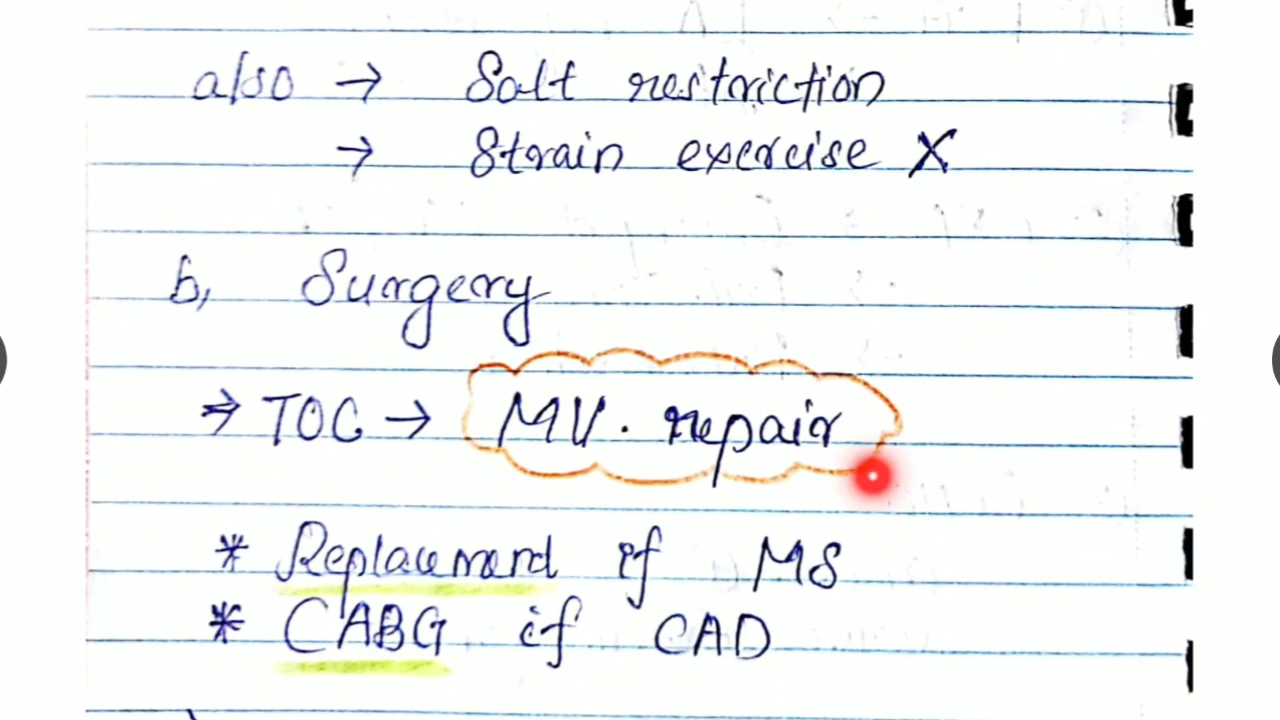 also → Salt restriction
→ Strain exercise X
b, Surgery
⇒ TOC → MV. repair
* Replacement if MS
* CABG if CAD